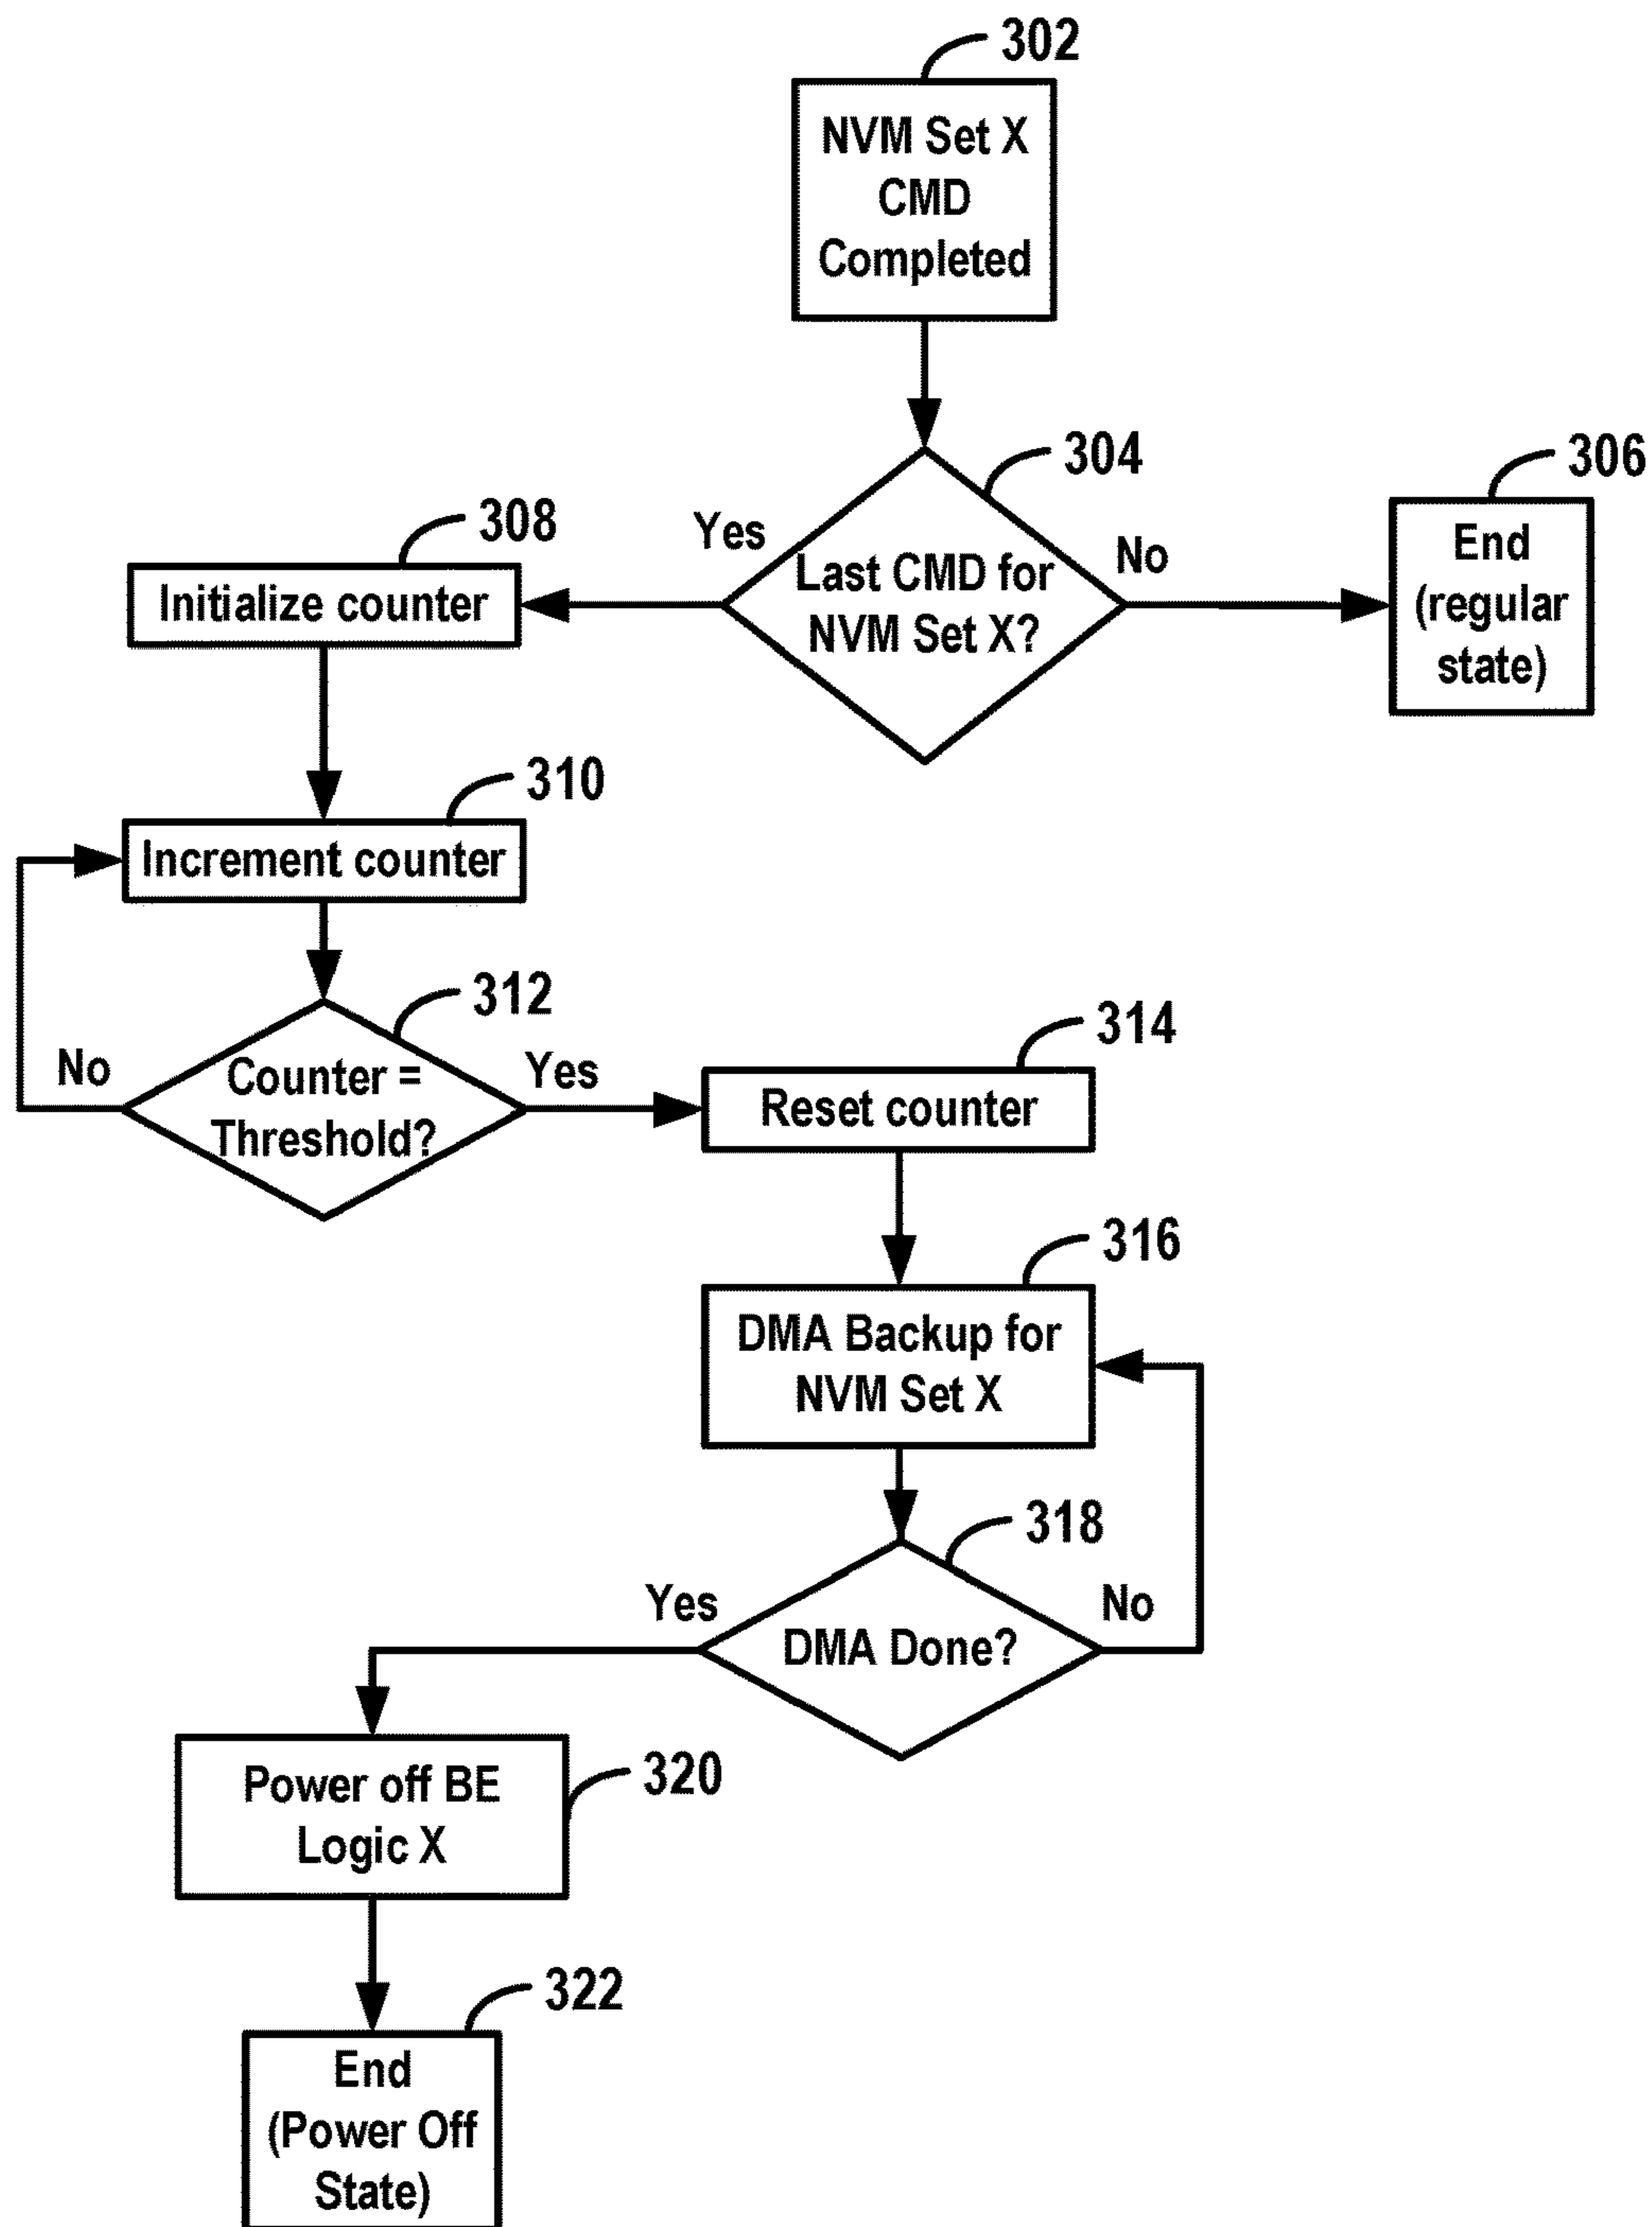 302
NVM Set X
CMD
Completed
304
306
Yes
Last CMD for
NVM Set X?
No
End
(regular
state)
308
Initialize counter
310
Increment counter
312
No
Counter =
Threshold?
Yes
314
Reset counter
316
DMA Backup for
NVM Set X
318
Yes
DMA Done?
No
320
Power off BE
Logic X
322
End
(Power Off
State)